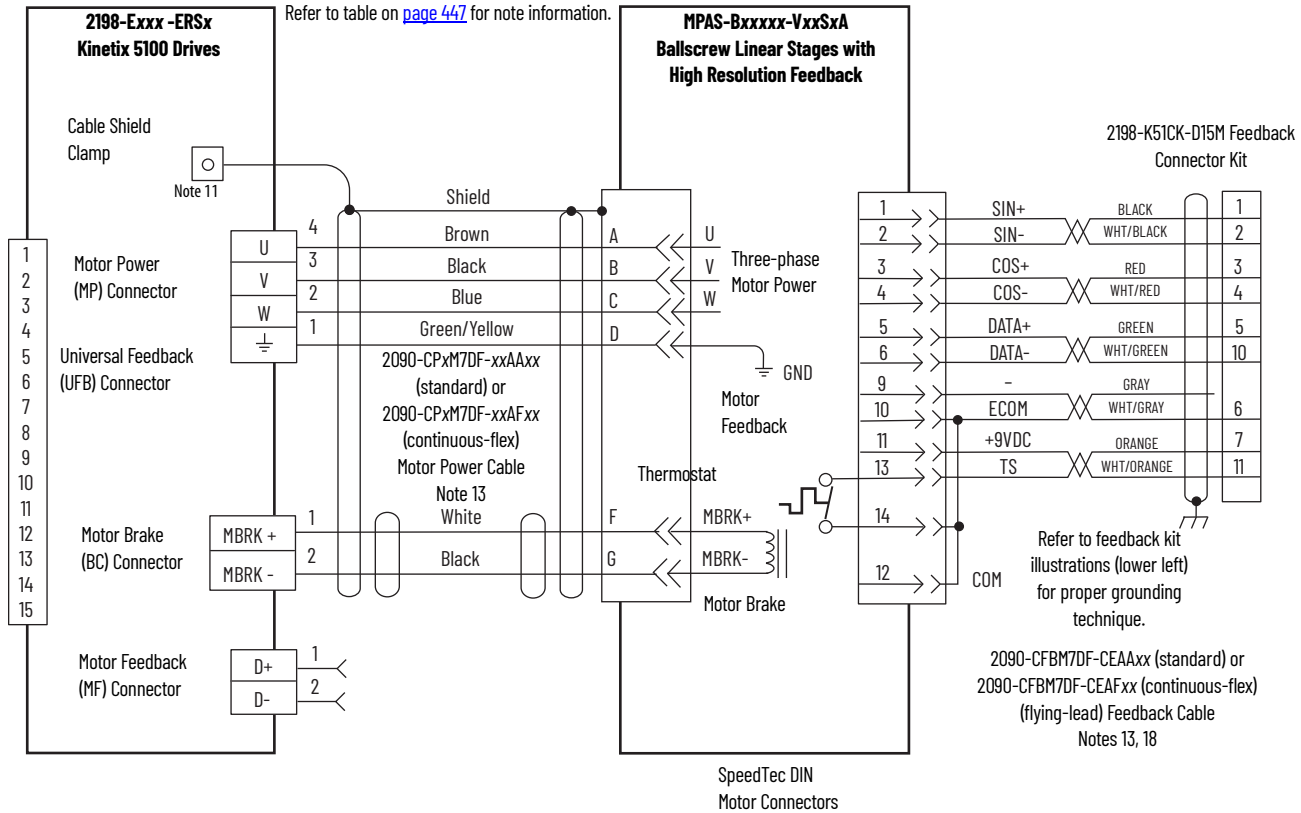 2198-Exxx -ERSx
Kinetix 5100 Drives
Refer to table on page 447 for note information.
MPAS-Bxxxxx-VxxSxA
Ballscrew Linear Stages with
High Resolution Feedback
2198-K51CK-D15M Feedback
Connector Kit
Cable Shield
Clamp
Note 11
1
2
3
4
5
6
7
8
9
10
11
12
13
14
15
Motor Power
(MP) Connector
Universal Feedback
(UFB) Connector
Motor Brake
(BC) Connector
Motor Feedback
(MF) Connector
U
V
W
4
3
2
1
MBRK +
MBRK -
1
2
D+
D-
1
2
Shield
Brown
Black
Blue
Green/Yellow
2090-CPxM7DF-xxAAxx
(standard) or
2090-CPxM7DF-xxAFxx
(continuous-flex)
Motor Power Cable
Note 13
White
Black
A
B
C
D
F
G
U
V
W
Three-phase
Motor Power
GND
Motor
Feedback
Thermostat
MBRK+
MBRK-
Motor Brake
1 SIN+ BLACK 1
2 SIN- WHT/BLACK 2
3 COS+ RED 3
4 COS- WHT/RED 4
5 DATA+ GREEN 5
6 DATA- WHT/GREEN 10
9 - GRAY
10 ECOM WHT/GRAY 6
11 +9VDC ORANGE 7
13 TS WHT/ORANGE 11
14
12 COM
Refer to feedback kit
illustrations (lower left)
for proper grounding
technique.
2090-CFBM7DF-CEAAxx (standard) or
2090-CFBM7DF-CEAFxx (continuous-flex)
(flying-lead) Feedback Cable
Notes 13, 18
SpeedTec DIN
Motor Connectors